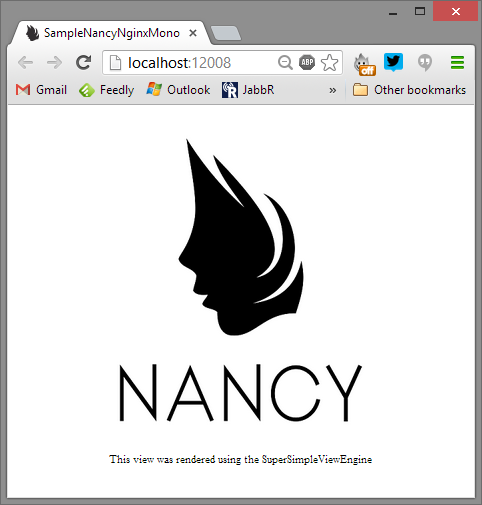 SampleNancyNginxMono
localhost:12008
ABP
Off
Gmail
Feedly
Outlook
JabbR
»
Other bookmarks
NANCY
This view was rendered using the SuperSimpleViewEngine